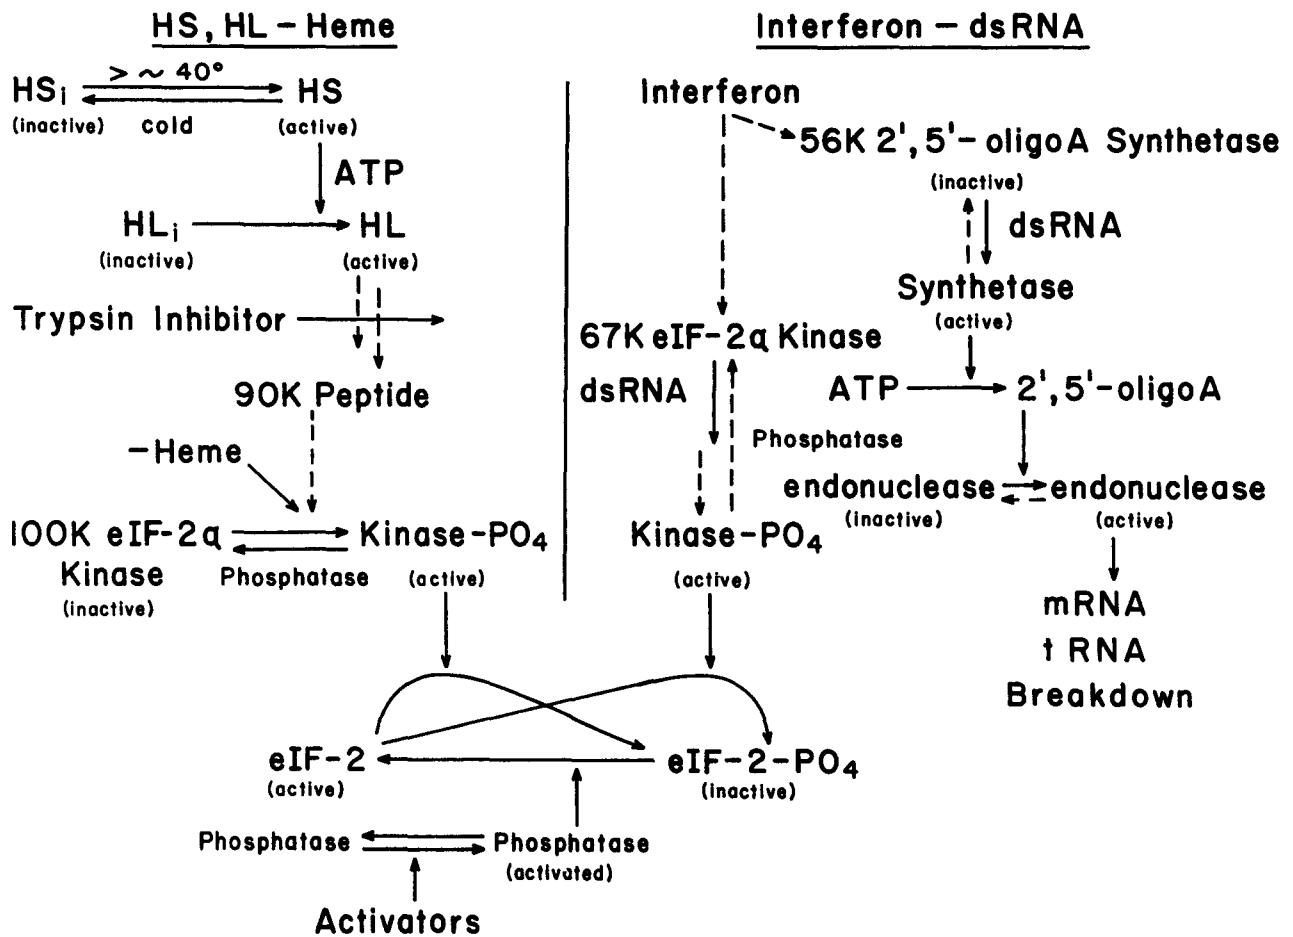 HS, HL - Heme
HSi
> ~ 40°
HS
(inactive)
cold
(active)
ATP
HLi
HL
(inactive)
(active)
Trypsin Inhibitor
90K Peptide
-Heme
100K eIF-2α
Kinase-PO4
Kinase
Phosphatase
(active)
(inactive)
Interferon - dsRNA
Interferon
56K 2',5'-oligoA Synthetase
(inactive)
dsRNA
Synthetase
(active)
67K eIF-2α Kinase
dsRNA
ATP
2',5'-oligoA
Phosphatase
endonuclease
endonuclease
(inactive)
(active)
Kinase-PO4
(active)
mRNA
tRNA
Breakdown
eIF-2
eIF-2-PO4
(active)
(inactive)
Phosphatase
Phosphatase
(activated)
Activators